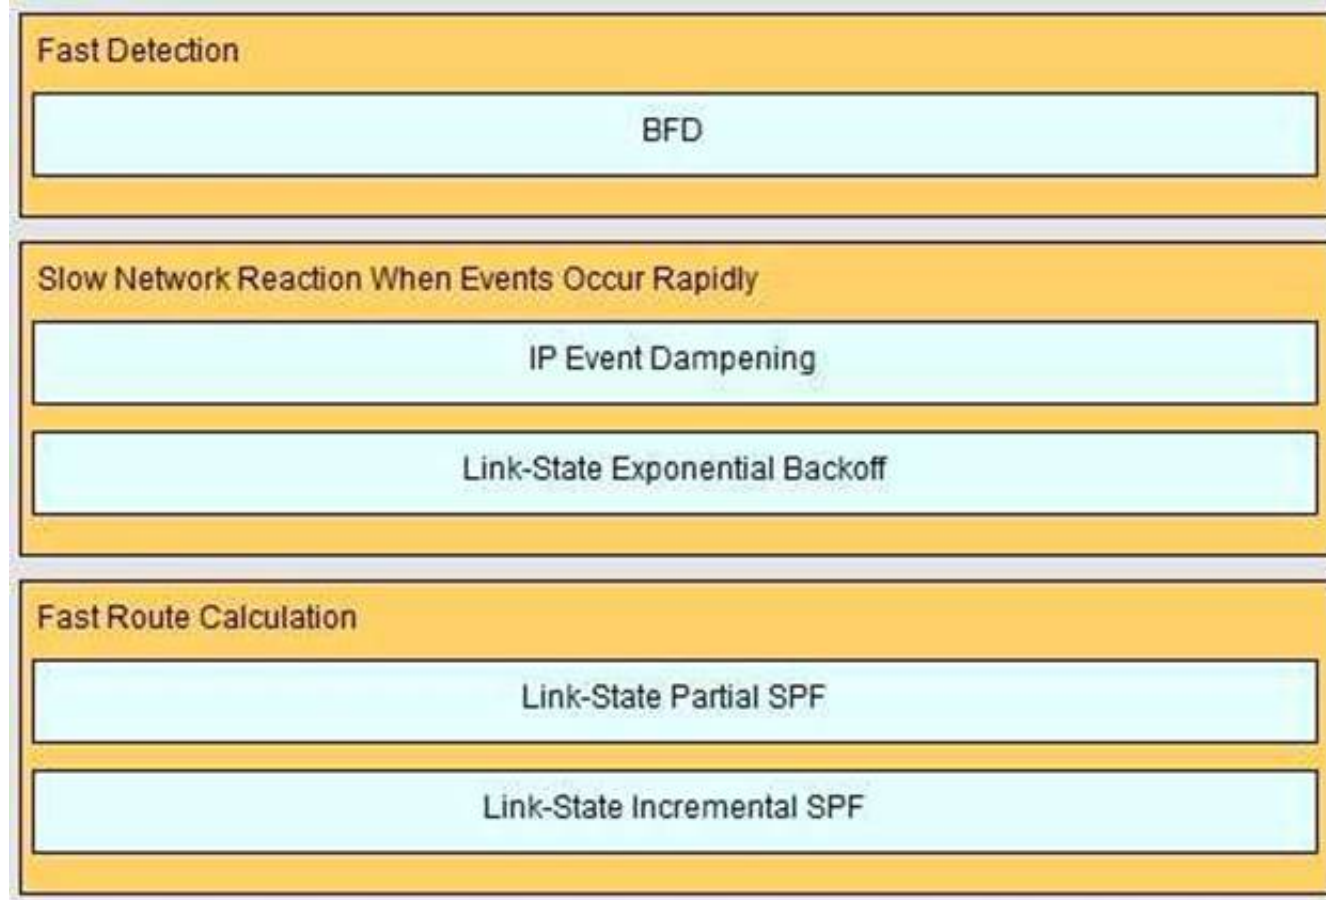 Fast Detection
BFD
Slow Network Reaction When Events Occur Rapidly
IP Event Dampening
Link-State Exponential Backoff
Fast Route Calculation
Link-State Partial SPF
Link-State Incremental SPF